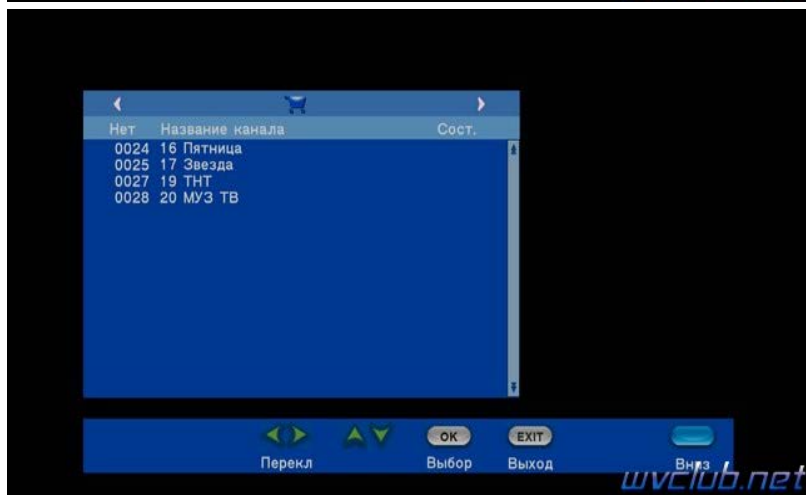 Нет Название канала Сост.
0024 16 Пятница
0025 17 Звезда
0027 19 ТНТ
0028 20 МУЗ ТВ
OK EXIT
Перекл Выбор Выход Вниз
wvclub.net